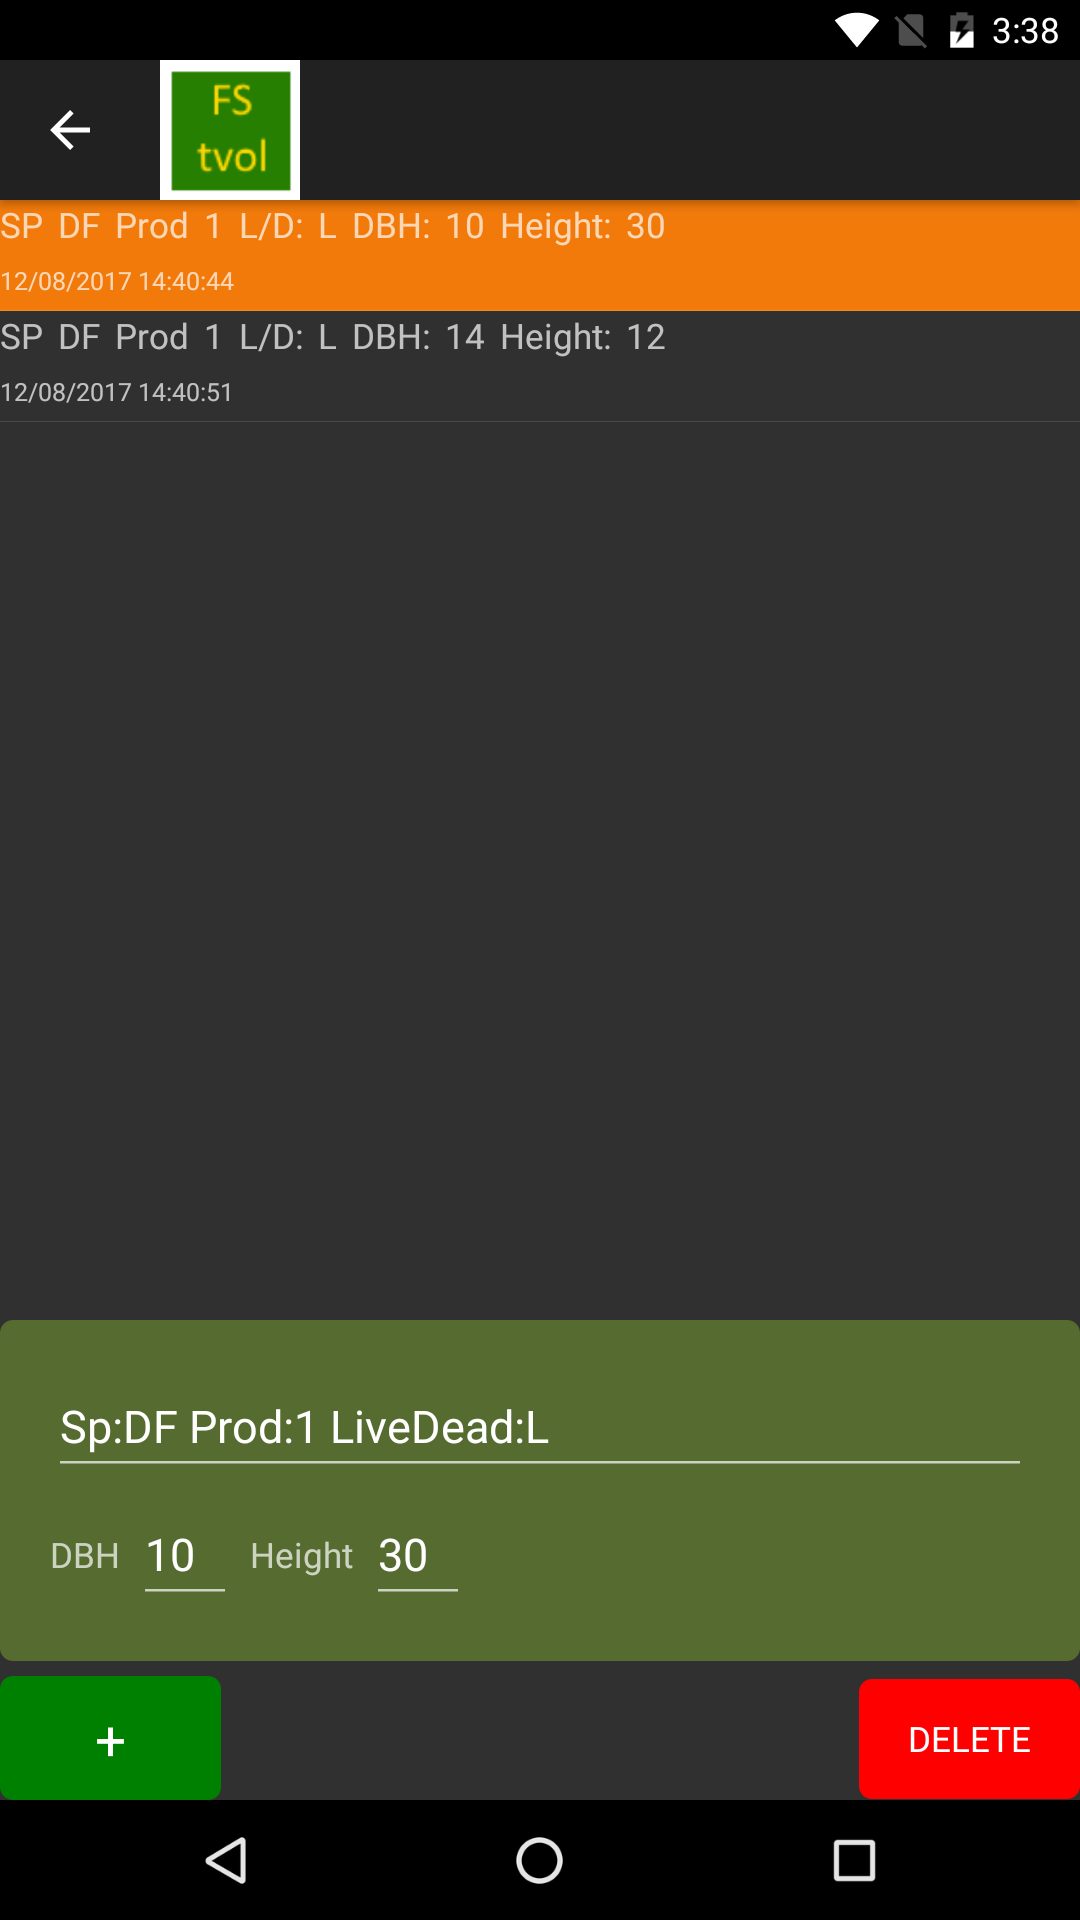 3:38
FS
tvol
SP DF Prod 1 L/D: L DBH: 10 Height: 30
12/08/2017 14:40:44
SP DF Prod 1 L/D: L DBH: 14 Height: 12
12/08/2017 14:40:51
Sp:DF Prod:1 LiveDead:L
DBH 10 Height 30
+ DELETE